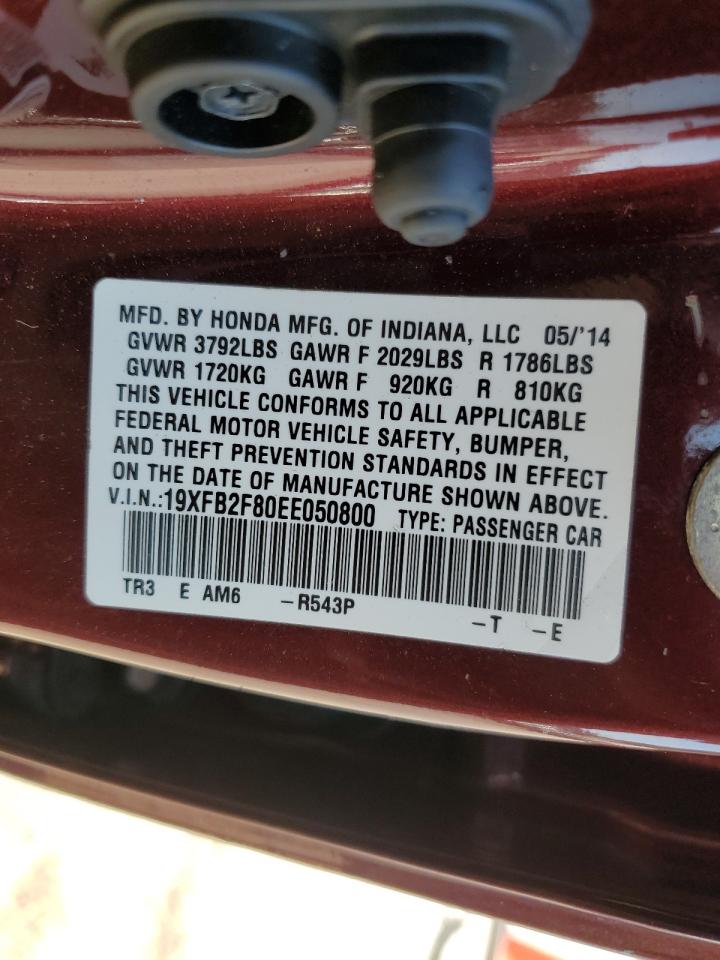 MFD. BY HONDA MFG. OF INDIANA, LLC 05/'14
GVWR 3792LBS GAWR F 2029LBS R 1786LBS
GVWR 1720KG GAWR F 920KG R 810KG
THIS VEHICLE CONFORMS TO ALL APPLICABLE
FEDERAL MOTOR VEHICLE SAFETY, BUMPER,
AND THEFT PREVENTION STANDARDS IN EFFECT
ON THE DATE OF MANUFACTURE SHOWN ABOVE.
V.I.N.:19XFB2F80EE050800 TYPE: PASSENGER CAR
TR3 E AM6 –R543P –T –E